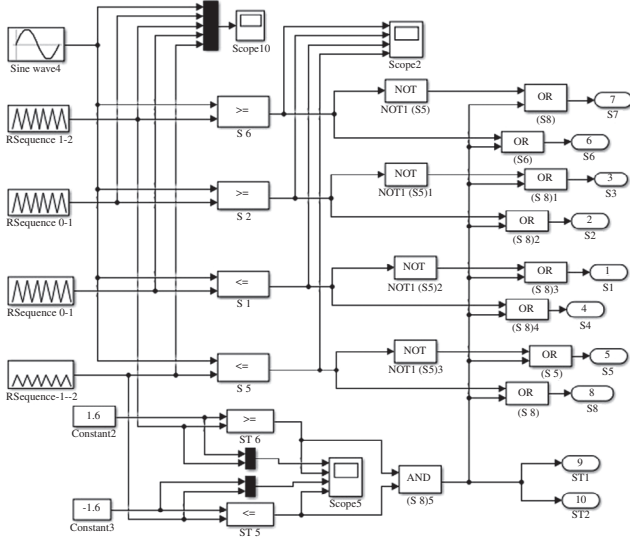 Sine wave4
Scope10
Scope2
RSequence 1-2
>=
S 6
NOT
NOT1 (S5)
OR
(S8)
7
S7
OR
(S6)
6
S6
RSequence 0-1
>=
S 2
NOT
NOT1 (S5)1
OR
(S 8)1
3
S3
OR
(S 8)2
2
S2
RSequence 0-1
<=
S 1
NOT
NOT1 (S5)2
OR
(S 8)3
1
S1
OR
(S 8)4
4
S4
RSequence-1--2
<=
S 5
NOT
NOT1 (S5)3
OR
(S 5)
5
S5
OR
(S 8)
8
S8
1.6
Constant2
>=
ST 6
Scope5
AND
(S 8)5
9
ST1
10
ST2
-1.6
Constant3
<=
ST 5